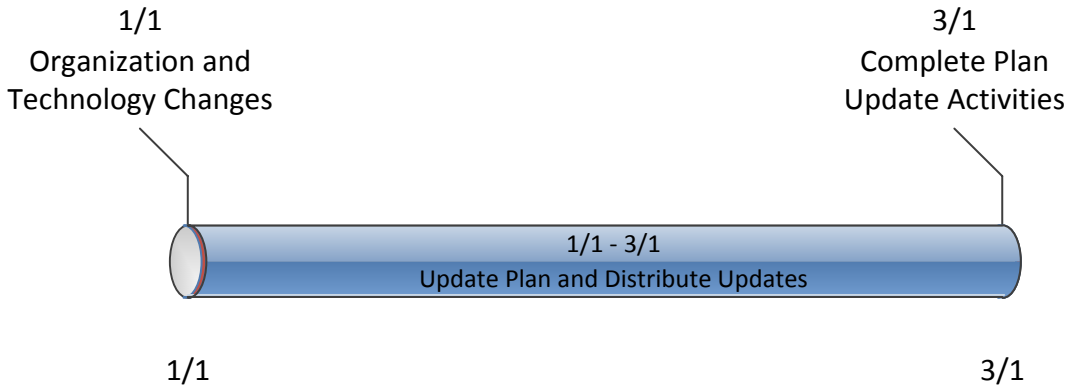 1/1
Organization and
Technology Changes
3/1
Complete Plan
Update Activities
1/1 - 3/1
Update Plan and Distribute Updates
1/1
3/1